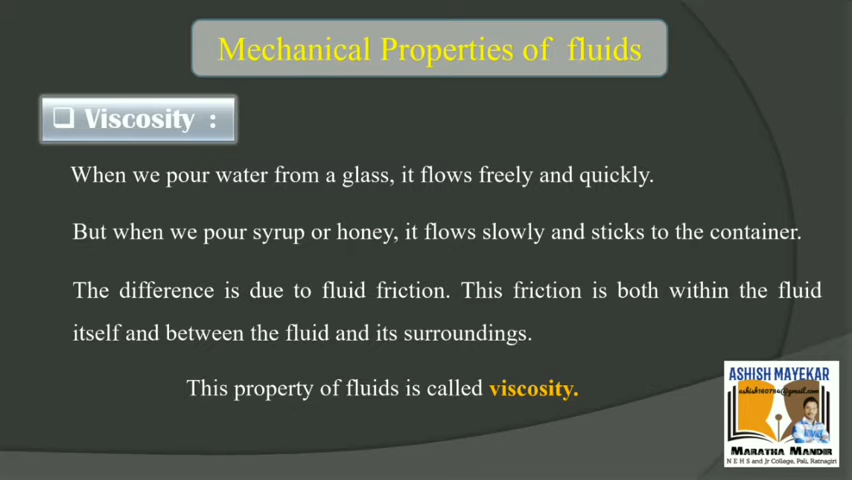 Mechanical Properties of fluids
❑ Viscosity :
When we pour water from a glass, it flows freely and quickly.
But when we pour syrup or honey, it flows slowly and sticks to the container.
The difference is due to fluid friction. This friction is both within the fluid
itself and between the fluid and its surroundings.
This property of fluids is called viscosity.
ASHISH MAYEKAR
MARATHA MANDIR
N E H S and Jr College, Pali, Ratnagiri